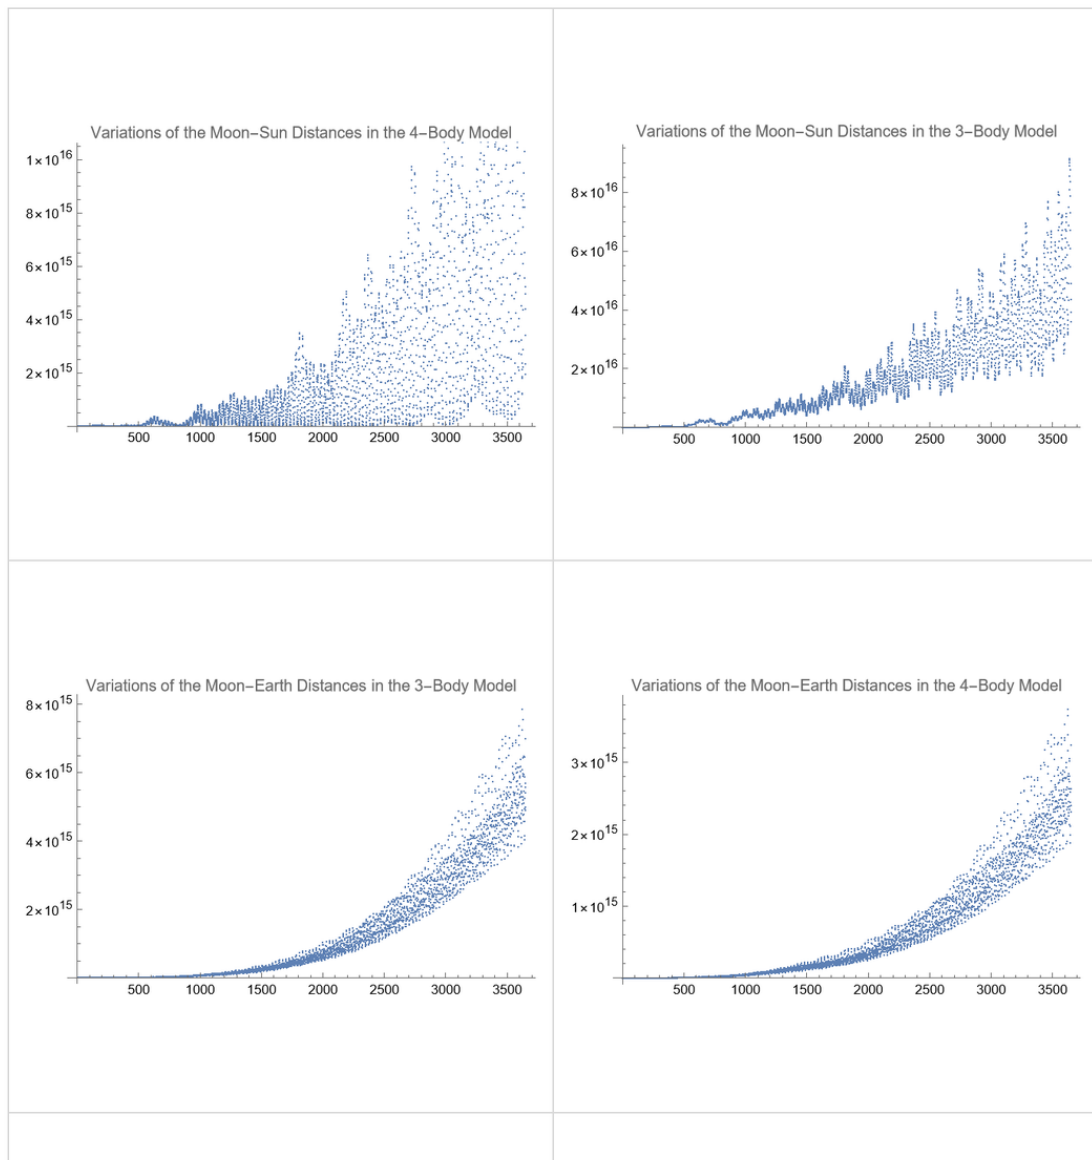 Variations of the Moon–Sun Distances in the 4–Body Model
1×10^16
8×10^15
6×10^15
4×10^15
2×10^15
500 1000 1500 2000 2500 3000 3500
Variations of the Moon–Sun Distances in the 3–Body Model
8×10^16
6×10^16
4×10^16
2×10^16
500 1000 1500 2000 2500 3000 3500
Variations of the Moon–Earth Distances in the 3–Body Model
8×10^15
6×10^15
4×10^15
2×10^15
500 1000 1500 2000 2500 3000 3500
Variations of the Moon–Earth Distances in the 4–Body Model
3×10^15
2×10^15
1×10^15
500 1000 1500 2000 2500 3000 3500